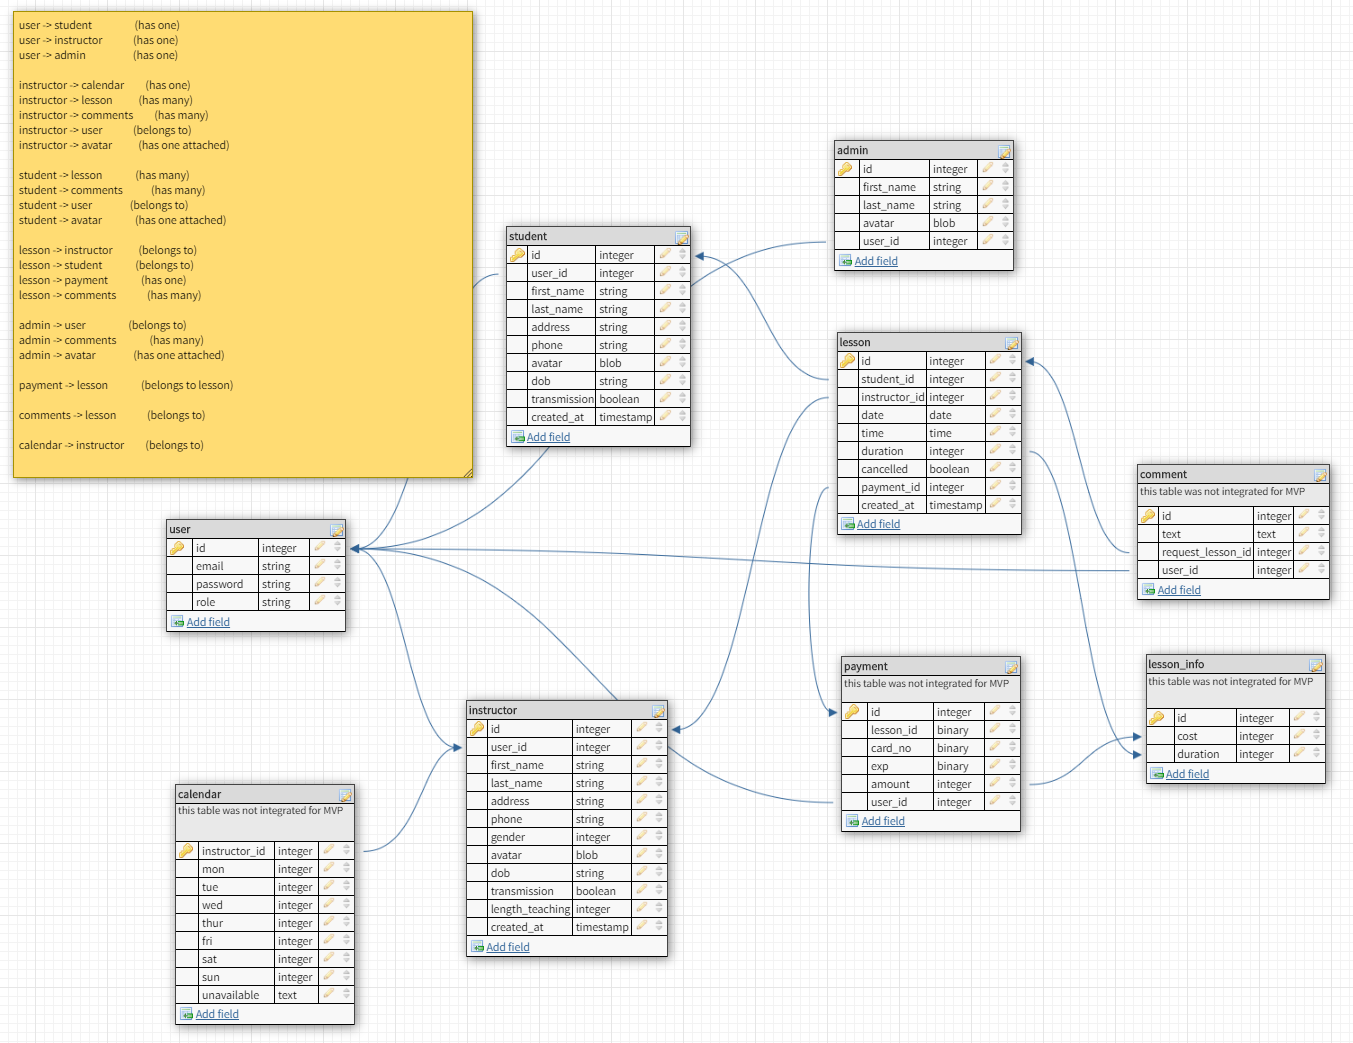 user -> student (has one)
user -> instructor (has one)
user -> admin (has one)
instructor -> calendar (has one)
instructor -> lesson (has many)
instructor -> comments (has many)
instructor -> user (belongs to)
instructor -> avatar (has one attached)
student -> lesson (has many)
student -> comments (has many)
student -> user (belongs to)
student -> avatar (has one attached)
lesson -> instructor (belongs to)
lesson -> student (belongs to)
lesson -> payment (has one)
lesson -> comments (has many)
admin -> user (belongs to)
admin -> comments (has many)
admin -> avatar (has one attached)
payment -> lesson (belongs to lesson)
comments -> lesson (belongs to)
calendar -> instructor (belongs to)
admin
id integer
first_name string
last_name string
avatar blob
user_id integer
Add field
student
id integer
user_id integer
first_name string
last_name string
address string
phone string
avatar blob
dob string
transmission boolean
created_at timestamp
Add field
lesson
id integer
student_id integer
instructor_id integer
date date
time time
duration integer
cancelled boolean
payment_id integer
created_at timestamp
Add field
comment
this table was not integrated for MVP
id integer
text text
request_lesson_id integer
user_id integer
Add field
user
id integer
email string
password string
role string
Add field
payment
this table was not integrated for MVP
id integer
lesson_id binary
card_no binary
exp binary
amount integer
user_id integer
Add field
lesson_info
this table was not integrated for MVP
id integer
cost integer
duration integer
Add field
instructor
id integer
user_id integer
first_name string
last_name string
address string
phone string
gender integer
avatar blob
dob string
transmission boolean
length_teaching integer
created_at timestamp
Add field
calendar
this table was not integrated for MVP
instructor_id integer
mon integer
tue integer
wed integer
thur integer
fri integer
sat integer
sun integer
unavailable text
Add field